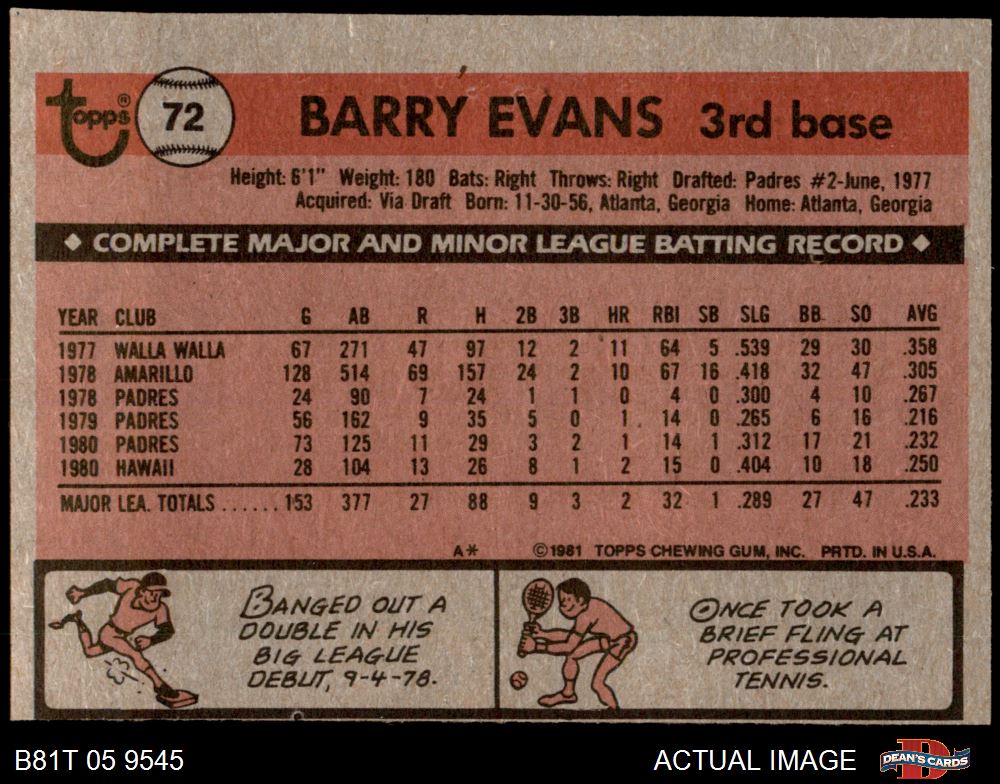 topps® 72 BARRY EVANS 3rd base
Height: 6'1" Weight: 180 Bats: Right Throws: Right Drafted: Padres #2-June, 1977
Acquired: Via Draft Born: 11-30-56, Atlanta, Georgia Home: Atlanta, Georgia
◆ COMPLETE MAJOR AND MINOR LEAGUE BATTING RECORD ◆
YEAR CLUB G AB R H 2B 3B HR RBI SB SLG BB SO AVG
1977 WALLA WALLA 67 271 47 97 12 2 11 64 5 .539 29 30 .358
1978 AMARILLO 128 514 69 157 24 2 10 67 16 .418 32 47 .305
1978 PADRES 24 90 7 24 1 1 0 4 0 .300 4 10 .267
1979 PADRES 56 162 9 35 5 0 1 14 0 .265 6 16 .216
1980 PADRES 73 125 11 29 3 2 1 14 1 .312 17 21 .232
1980 HAWAII 28 104 13 26 8 1 2 15 0 .404 10 18 .250
MAJOR LEA. TOTALS ...... 153 377 27 88 9 3 2 32 1 .289 27 47 .233
A* ©1981 TOPPS CHEWING GUM, INC. PRTD. IN U.S.A.
BANGED OUT A
DOUBLE IN HIS
BIG LEAGUE
DEBUT, 9-4-78.
ONCE TOOK A
BRIEF FLING AT
PROFESSIONAL
TENNIS.
B81T 05 9545 ACTUAL IMAGE DEAN'S CARDS